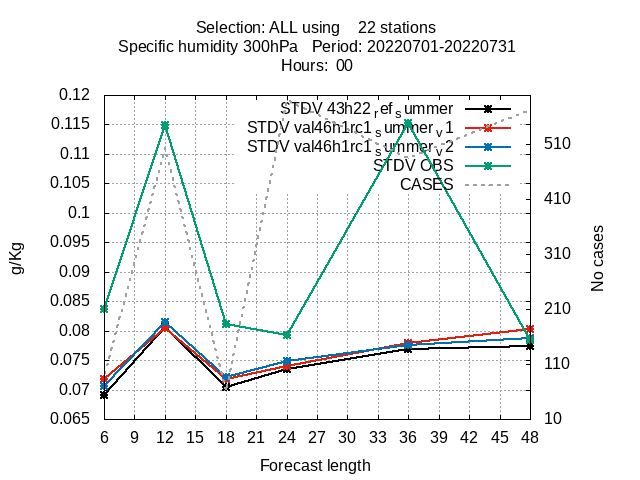 Selection: ALL using    22 stations
Specific humidity 300hPa   Period: 20220701-20220731
Hours:  00
STDV 43h22_ref_summer
STDV val46h1rc1_summer_v1
STDV val46h1rc1_summer_v2
STDV OBS
CASES
0.12
0.115
0.11
0.105
0.1
0.095
0.09
0.085
0.08
0.075
0.07
0.065
g/Kg
510
410
310
210
110
10
No cases
6 9 12 15 18 21 24 27 30 33 36 39 42 45 48
Forecast length